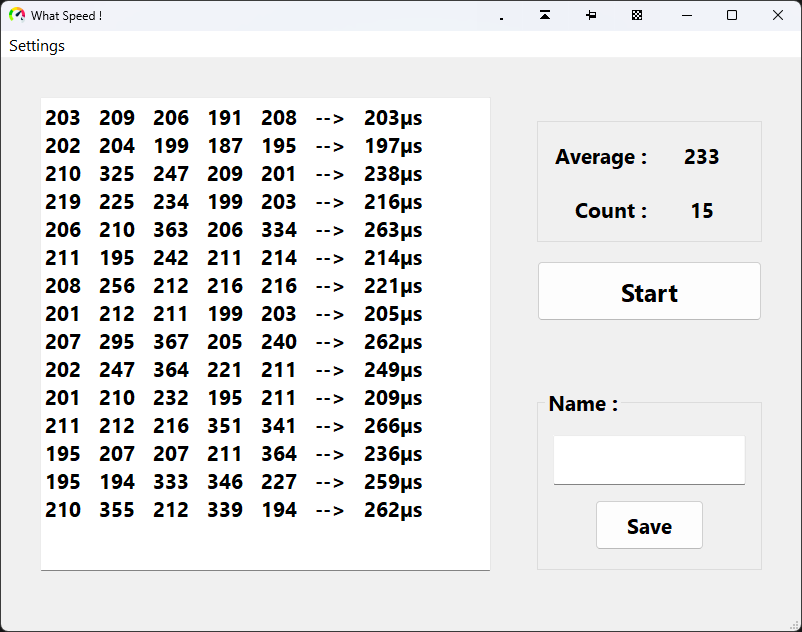 What Speed !
Settings
203 209 206 191 208 --> 203µs
202 204 199 187 195 --> 197µs
210 325 247 209 201 --> 238µs
219 225 234 199 203 --> 216µs
206 210 363 206 334 --> 263µs
211 195 242 211 214 --> 214µs
208 256 212 216 216 --> 221µs
201 212 211 199 203 --> 205µs
207 295 367 205 240 --> 262µs
202 247 364 221 211 --> 249µs
201 210 232 195 211 --> 209µs
211 212 216 351 341 --> 266µs
195 207 207 211 364 --> 236µs
195 194 333 346 227 --> 259µs
210 355 212 339 194 --> 262µs
Average : 233
Count : 15
Start
Name :
Save